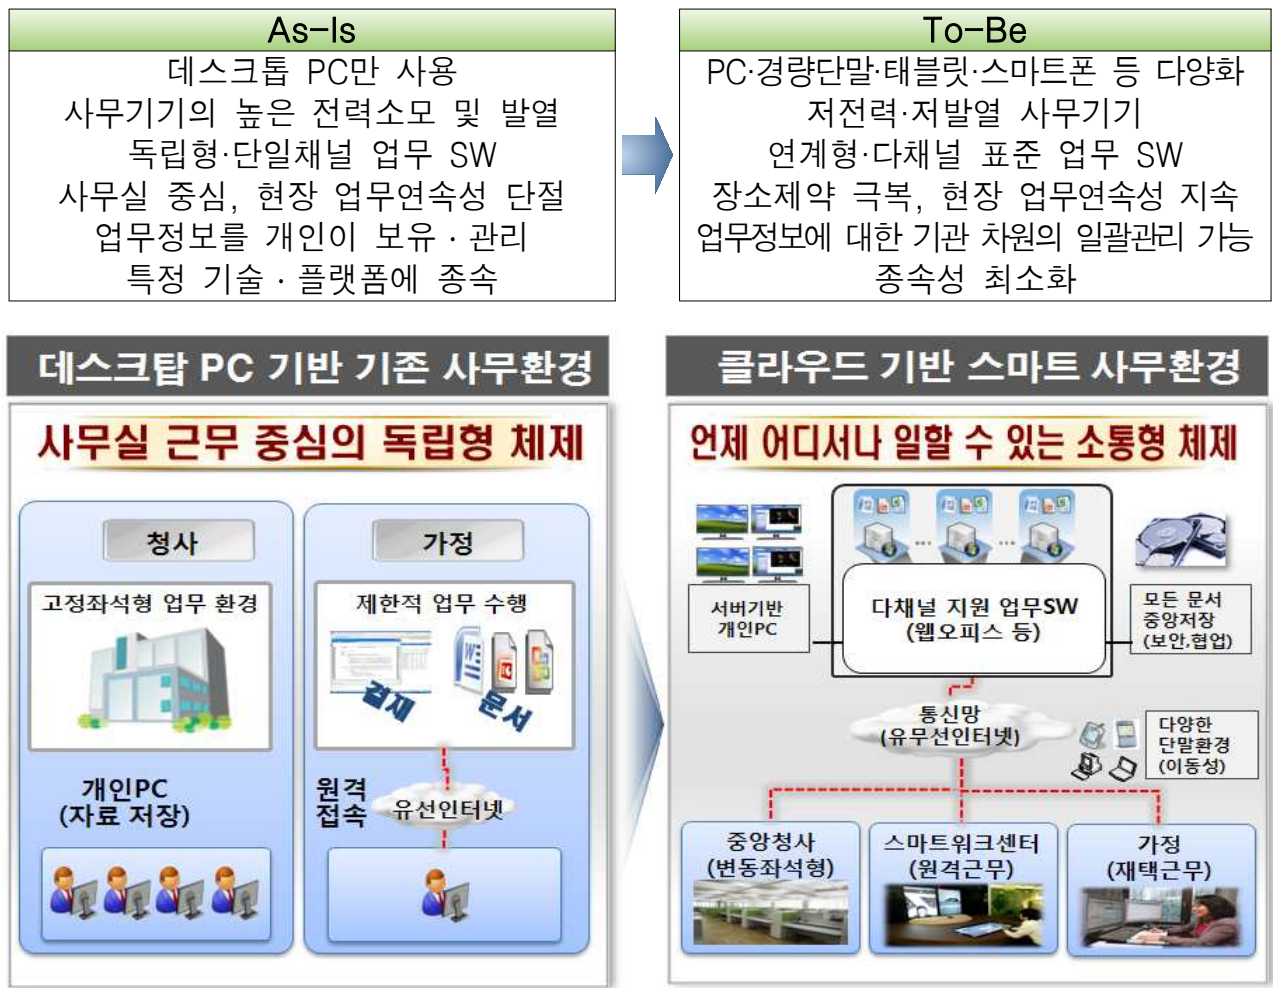 As-Is
데스크톱 PC만 사용
사무기기의 높은 전력소모 및 발열
독립형·단일채널 업무 SW
사무실 중심, 현장 업무연속성 단절
업무정보를 개인이 보유·관리
특정 기술·플랫폼에 종속
To-Be
PC·경량단말·태블릿·스마트폰 등 다양화
저전력·저발열 사무기기
연계형·다채널 표준 업무 SW
장소제약 극복, 현장 업무연속성 지속
업무정보에 대한 기관 차원의 일괄관리 가능
종속성 최소화
데스크탑 PC 기반 기존 사무환경
사무실 근무 중심의 독립형 체제
청사
고정좌석형 업무 환경
개인PC
(자료 저장)
가정
제한적 업무 수행
결재
문서
원격
접속
유선인터넷
클라우드 기반 스마트 사무환경
언제 어디서나 일할 수 있는 소통형 체제
서버기반
개인PC
다채널 지원 업무SW
(웹오피스 등)
모든 문서
중앙저장
(보안,협업)
통신망
(유무선인터넷)
다양한
단말환경
(이동성)
중앙청사
(변동좌석형)
스마트워크센터
(원격근무)
가정
(재택근무)